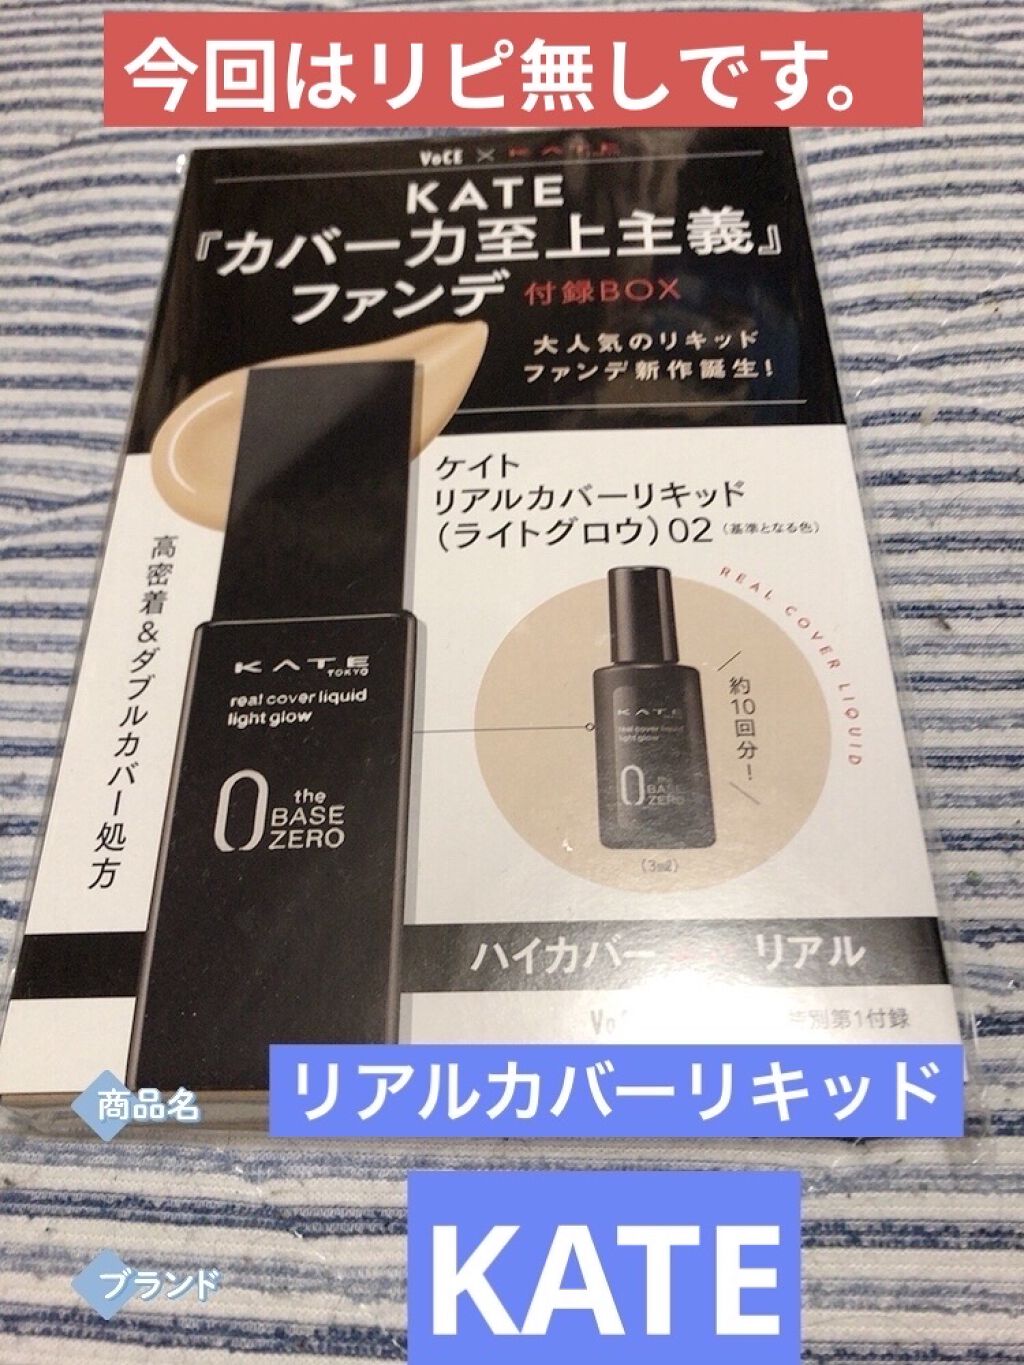 今回はリピ無しです。
VoCE × KATE
KATE
『カバー力至上主義』
ファンデ 付録BOX
大人気のリキッド
ファンデ新作誕生！
ケイト
リアルカバーリキッド
(ライトグロウ)02 (基準となる色)
高密着&ダブルカバー処方
REAL COVER LIQUID
約10回分！
KATE
TOKYO
real cover liquid
light glow
0 the
BASE
ZERO
KATE
real cover liquid
light glow
0 the
BASE
ZERO
(3ml)
ハイカバー リアル
特別第1付録
商品名 リアルカバーリキッド
ブランド KATE